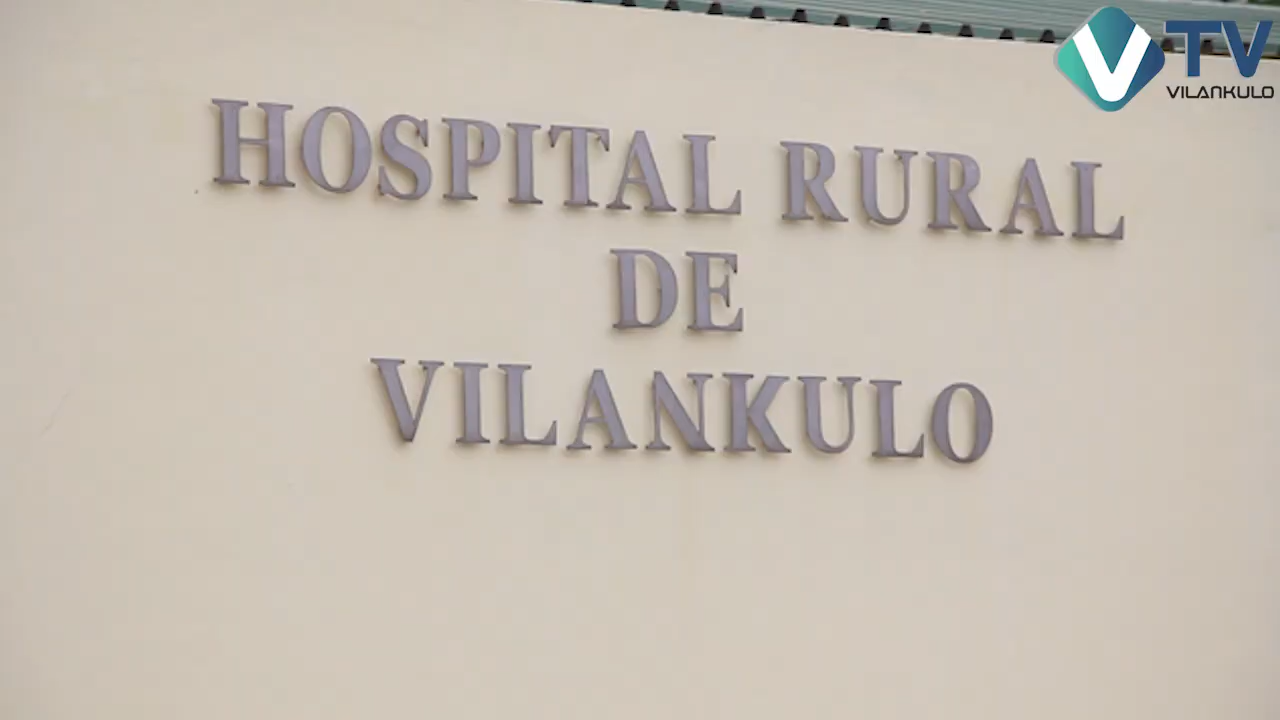 V TV
VILANKULO
HOSPITAL RURAL
DE
VILANKULO